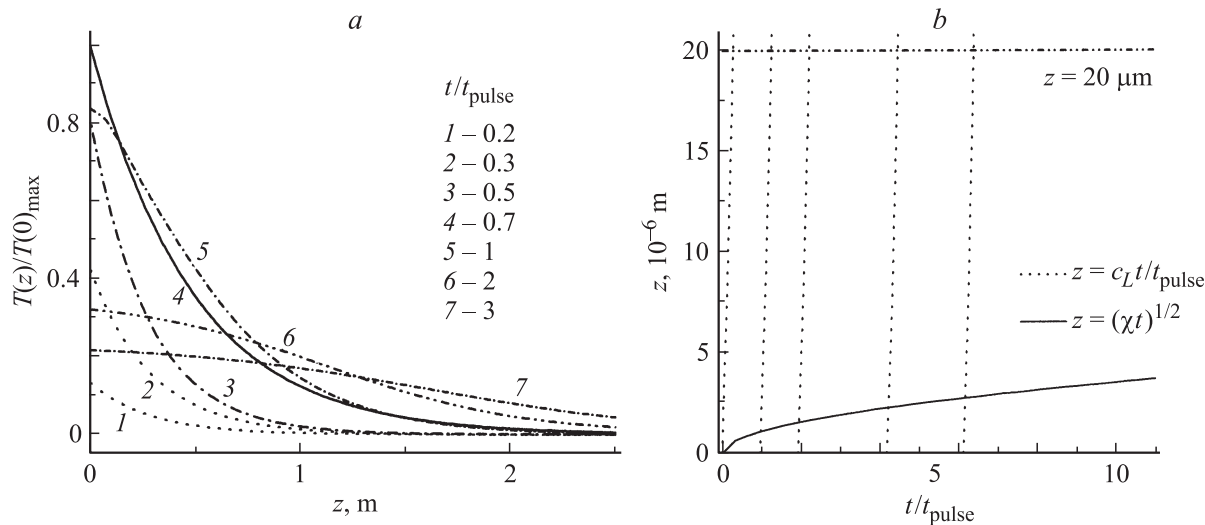 a
T(z)/T(0)max
0.8
0.4
0
0
1
2
z, m
t/tpulse
1 – 0.2
2 – 0.3
3 – 0.5
4 – 0.7
5 – 1
6 – 2
7 – 3
5
4
6
7
3
2
1
b
z, 10–6 m
20
15
10
5
0
0
5
10
t/tpulse
z = 20 μm
z = cLt/tpulse
z = (χt)1/2